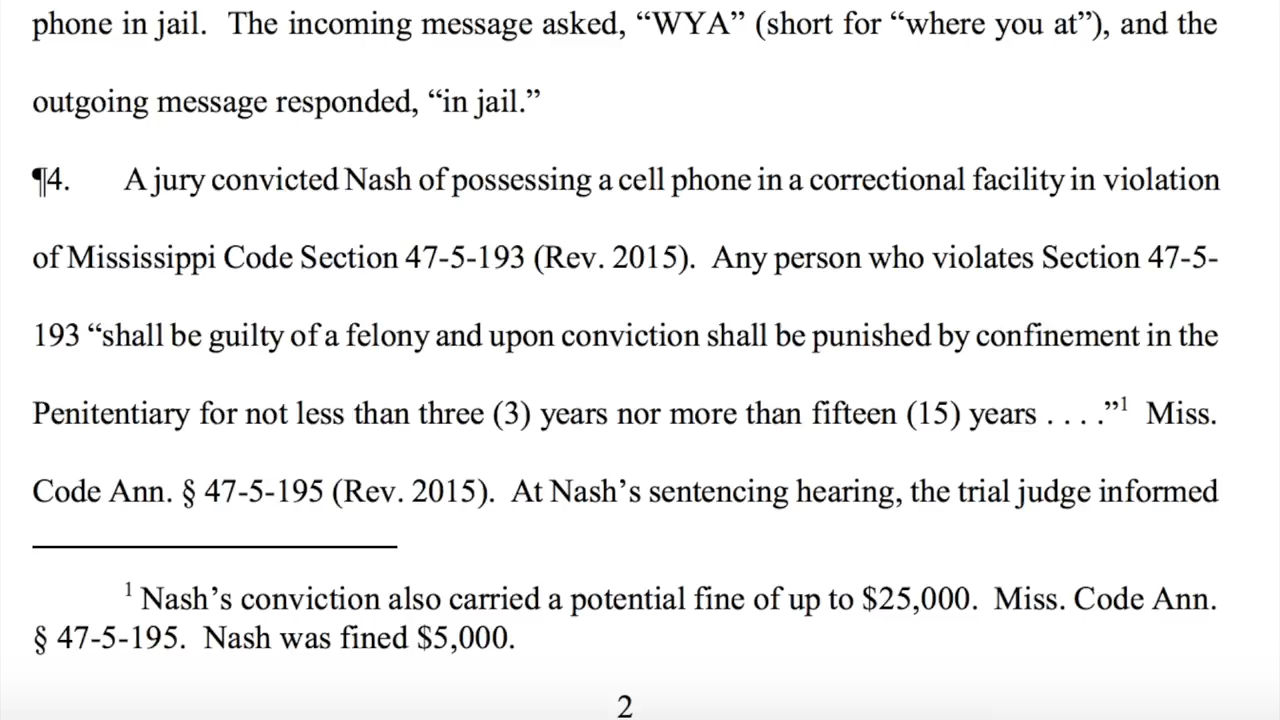 phone in jail. The incoming message asked, “WYA” (short for “where you at”), and the
outgoing message responded, “in jail.”
¶4. A jury convicted Nash of possessing a cell phone in a correctional facility in violation
of Mississippi Code Section 47-5-193 (Rev. 2015). Any person who violates Section 47-5-
193 “shall be guilty of a felony and upon conviction shall be punished by confinement in the
Penitentiary for not less than three (3) years nor more than fifteen (15) years . . . .”¹ Miss.
Code Ann. § 47-5-195 (Rev. 2015). At Nash’s sentencing hearing, the trial judge informed
¹ Nash’s conviction also carried a potential fine of up to $25,000. Miss. Code Ann.
§ 47-5-195. Nash was fined $5,000.
2